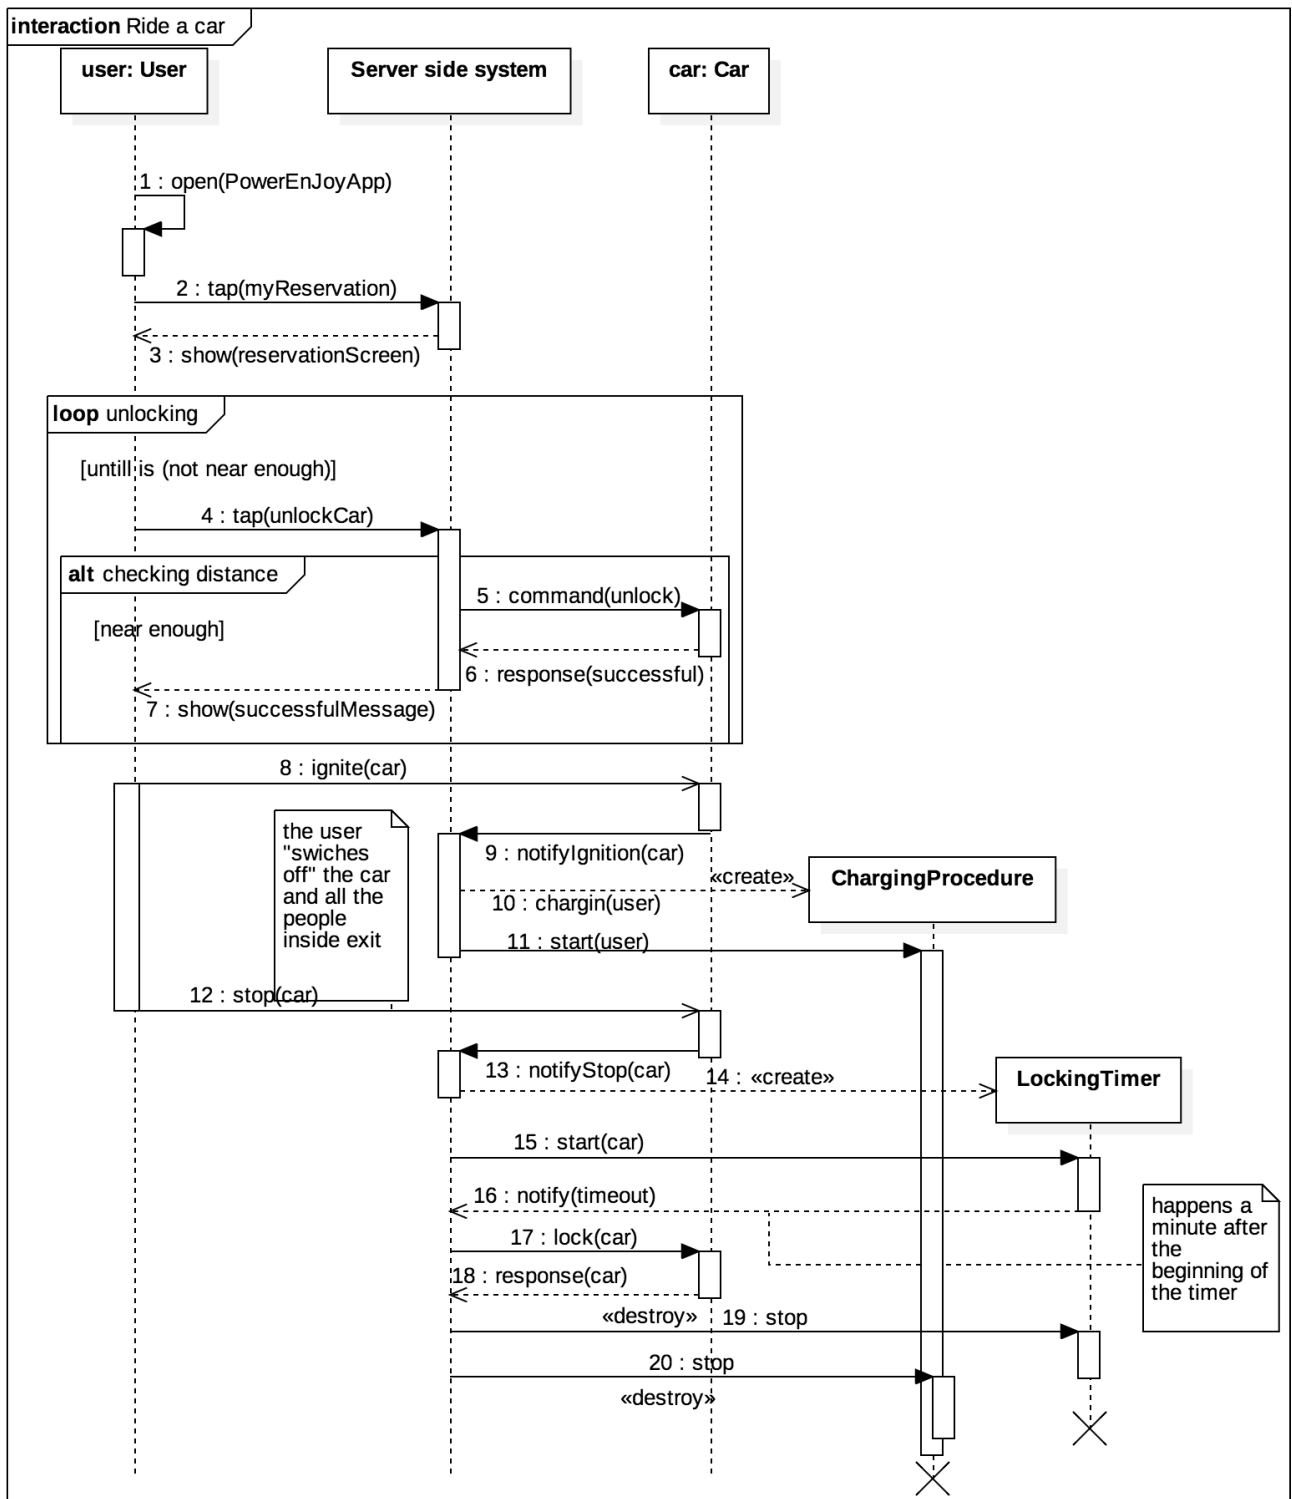 interaction Ride a car
user: User
Server side system
car: Car
1 : open(PowerEnJoyApp)
2 : tap(myReservation)
3 : show(reservationScreen)
loop unlocking
[untill is (not near enough)]
4 : tap(unlockCar)
alt checking distance
5 : command(unlock)
[near enough]
6 : response(successful)
7 : show(successfulMessage)
8 : ignite(car)
the user
"swiches
off" the car
and all the
people
inside exit
9 : notifyIgnition(car)
«create»
ChargingProcedure
10 : chargin(user)
11 : start(user)
12 : stop(car)
13 : notifyStop(car)
14 : «create»
LockingTimer
15 : start(car)
16 : notify(timeout)
happens a
minute after
the
beginning of
the timer
17 : lock(car)
18 : response(car)
«destroy» 19 : stop
20 : stop
«destroy»